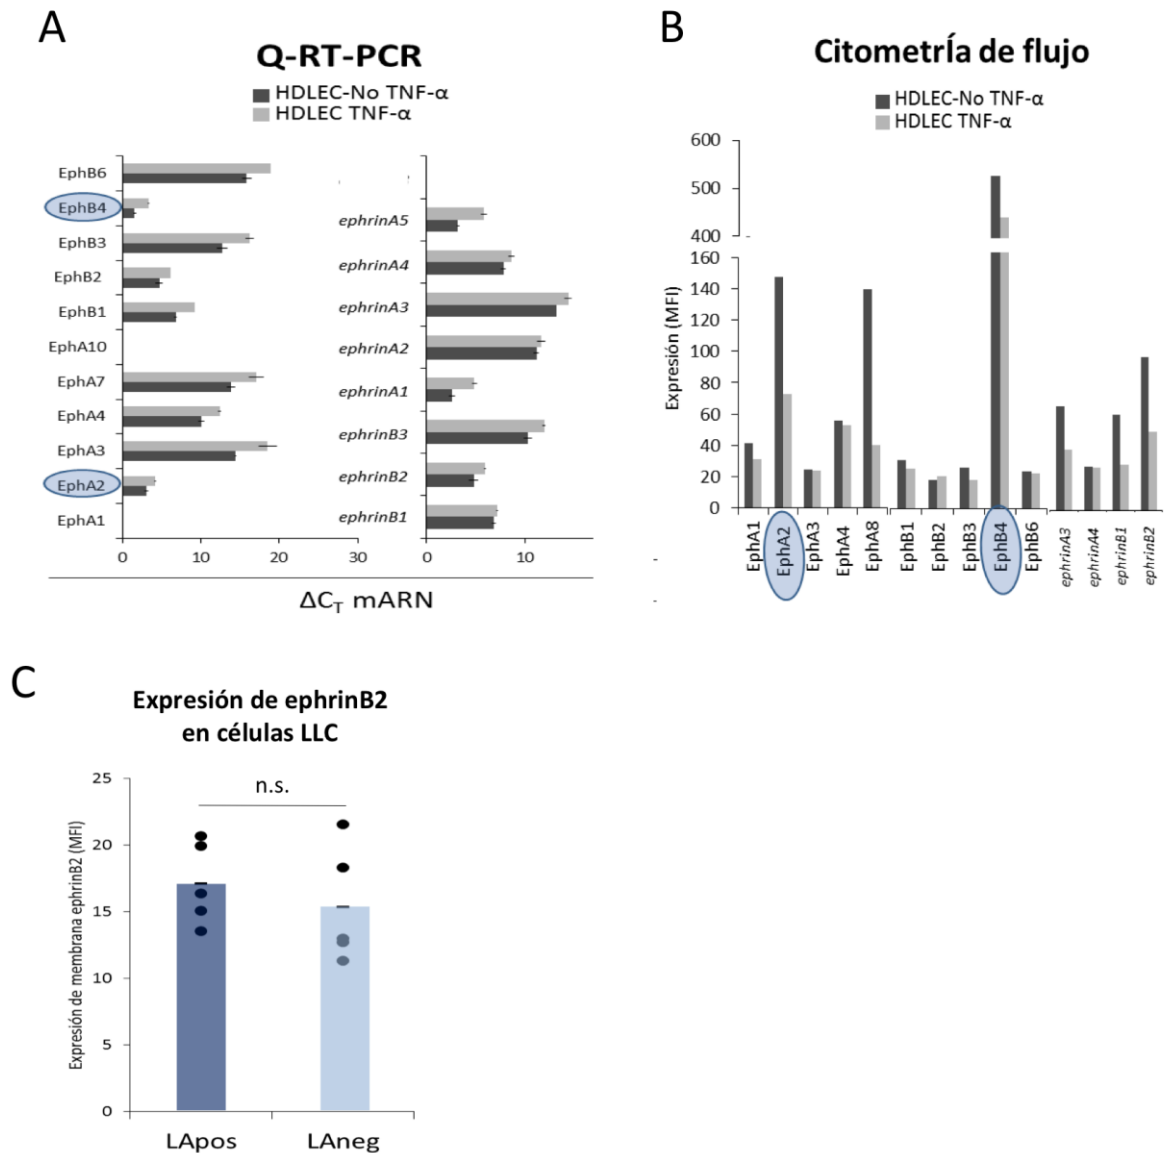 A
Q-RT-PCR
HDLEC-No TNF-α
HDLEC TNF-α
EphB6
EphB4
EphB3
EphB2
EphB1
EphA10
EphA7
EphA4
EphA3
EphA2
EphA1
0 10 20 30
ephrinA5
ephrinA4
ephrinA3
ephrinA2
ephrinA1
ephrinB3
ephrinB2
ephrinB1
0 10
ΔCT mARN
B
CitometrÍa de flujo
HDLEC-No TNF-α
HDLEC TNF-α
Expresión (MFI)
600
500
400
160
140
120
100
80
60
40
20
0
EphA1 EphA2 EphA3 EphA4 EphA8 EphB1 EphB2 EphB3 EphB4 EphB6 ephrinA3 ephrinA4 ephrinB1 ephrinB2
C
Expresión de ephrinB2
en células LLC
Expresión de membrana ephrinB2 (MFI)
25
20
15
10
5
0
n.s.
LApos LAneg